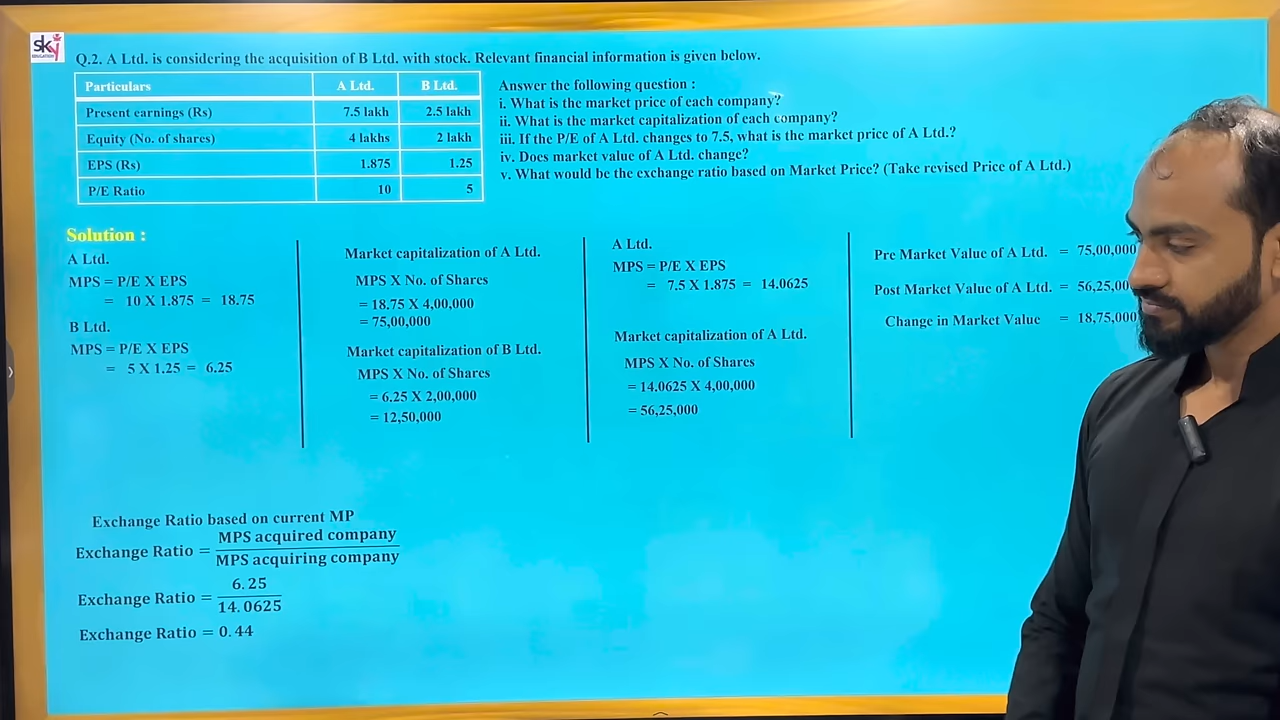 sky
EDUCATION
Q.2. A Ltd. is considering the acquisition of B Ltd. with stock. Relevant financial information is given below.
Particulars A Ltd. B Ltd.
Present earnings (Rs) 7.5 lakh 2.5 lakh
Equity (No. of shares) 4 lakhs 2 lakh
EPS (Rs) 1.875 1.25
P/E Ratio 10 5
Answer the following question :
i. What is the market price of each company?
ii. What is the market capitalization of each company?
iii. If the P/E of A Ltd. changes to 7.5, what is the market price of A Ltd.?
iv. Does market value of A Ltd. change?
v. What would be the exchange ratio based on Market Price? (Take revised Price of A Ltd.)
Solution :
A Ltd.
MPS = P/E X EPS
= 10 X 1.875 = 18.75
B Ltd.
MPS = P/E X EPS
= 5 X 1.25 = 6.25
Market capitalization of A Ltd.
MPS X No. of Shares
= 18.75 X 4,00,000
= 75,00,000
Market capitalization of B Ltd.
MPS X No. of Shares
= 6.25 X 2,00,000
= 12,50,000
A Ltd.
MPS = P/E X EPS
= 7.5 X 1.875 = 14.0625
Market capitalization of A Ltd.
MPS X No. of Shares
= 14.0625 X 4,00,000
= 56,25,000
Pre Market Value of A Ltd. = 75,00,000
Post Market Value of A Ltd. = 56,25,00
Change in Market Value = 18,75,000
Exchange Ratio based on current MP
Exchange Ratio = MPS acquired company
MPS acquiring company
Exchange Ratio = 6.25
14.0625
Exchange Ratio = 0.44